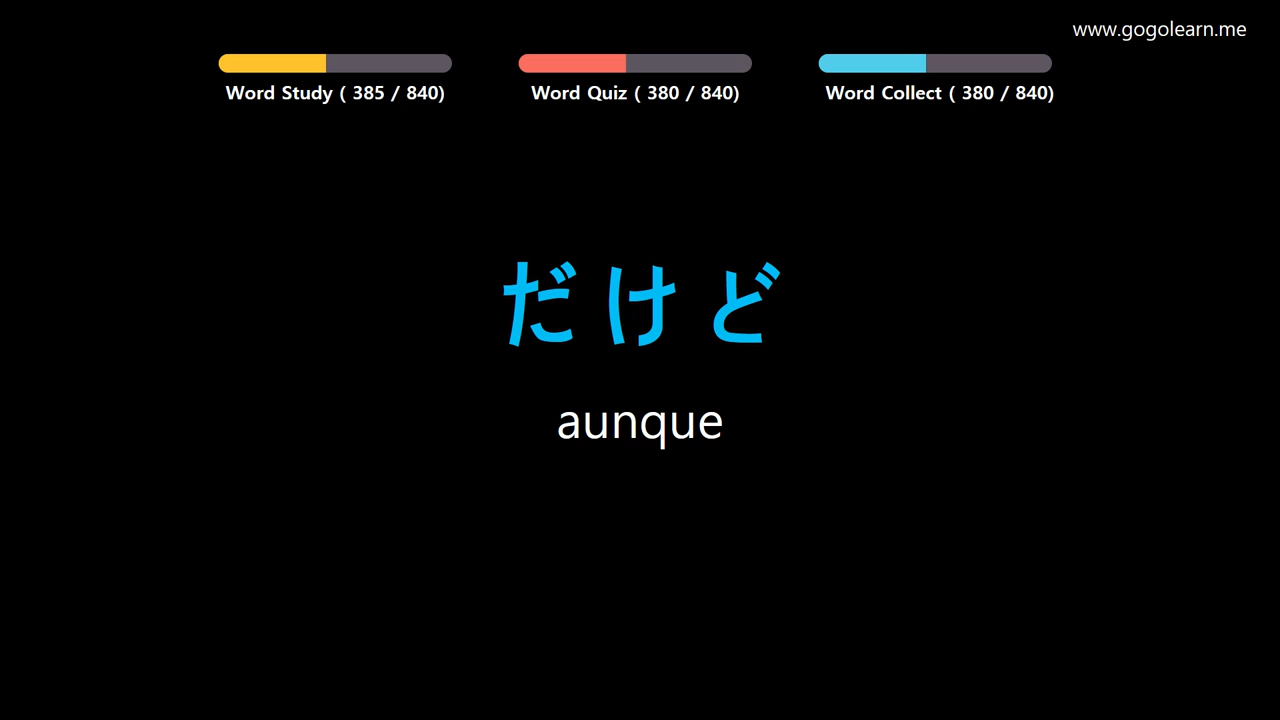 www.gogolearn.me
Word Study ( 385 / 840)
Word Quiz ( 380 / 840)
Word Collect ( 380 / 840)
だけど
aunque